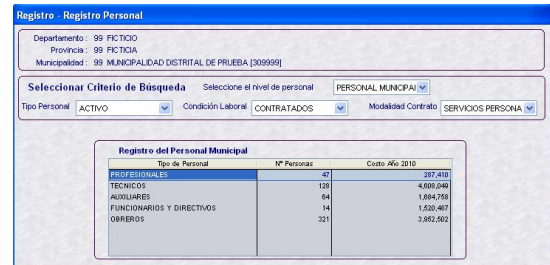 Registro - Registro Personal
Departamento : 99 FICTICIO
Provincia : 99 FICTICIA
Municipalidad : 99 MUNICIPALIDAD DISTRITAL DE PRUEBA [309999]
Seleccionar Criterio de Búsqueda Seleccione el nivel de personal PERSONAL MUNICIPAI
Tipo Personal ACTIVO Condición Laboral CONTRATADOS Modalidad Contrato SERVICIOS PERSONA
Registro del Personal Municipal
Tipo de Personal N° Personas Costo Año 2010
PROFESIONALES 47 287,410
TECNICOS 128 4,608,049
AUXILIARES 64 1,684,758
FUNCIONARIOS Y DIRECTIVOS 14 1,520,487
OBREROS 321 3,952,502